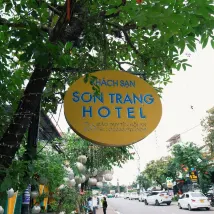 KHÁCH SẠN
SƠN TRANG
HOTEL